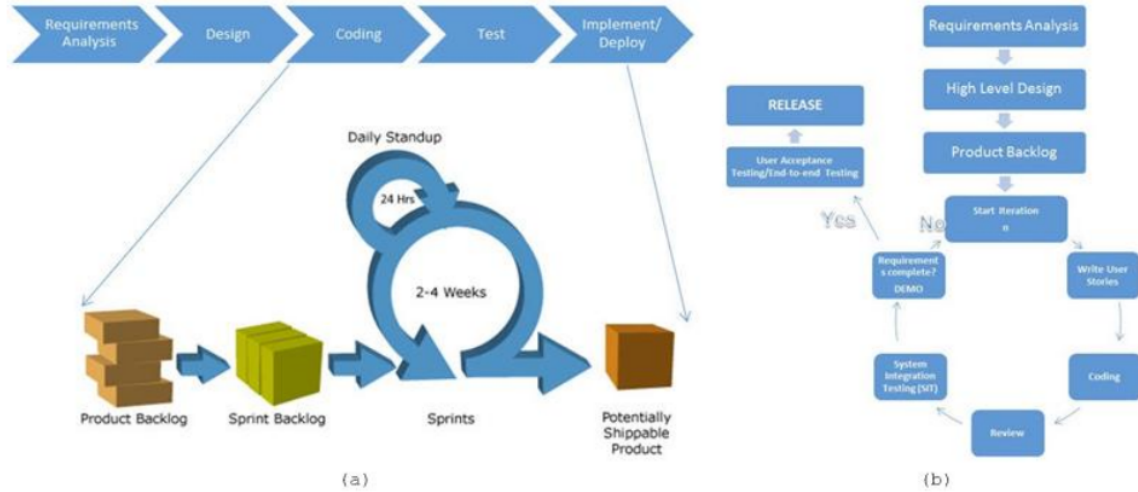 Requirements
Analysis
Design
Coding
Test
Implement/
Deploy
Daily Standup
24 Hrs
2-4 Weeks
Product Backlog
Sprint Backlog
Sprints
Potentially
Shippable
Product
(a)
Requirements Analysis
High Level Design
Product Backlog
Start Iteration
n
Write User
Stories
Coding
Review
System
Integration
Testing (SIT)
Requirement
s complete?
DEMO
No
Yes
User Acceptance
Testing/End-to-end Testing
RELEASE
(b)